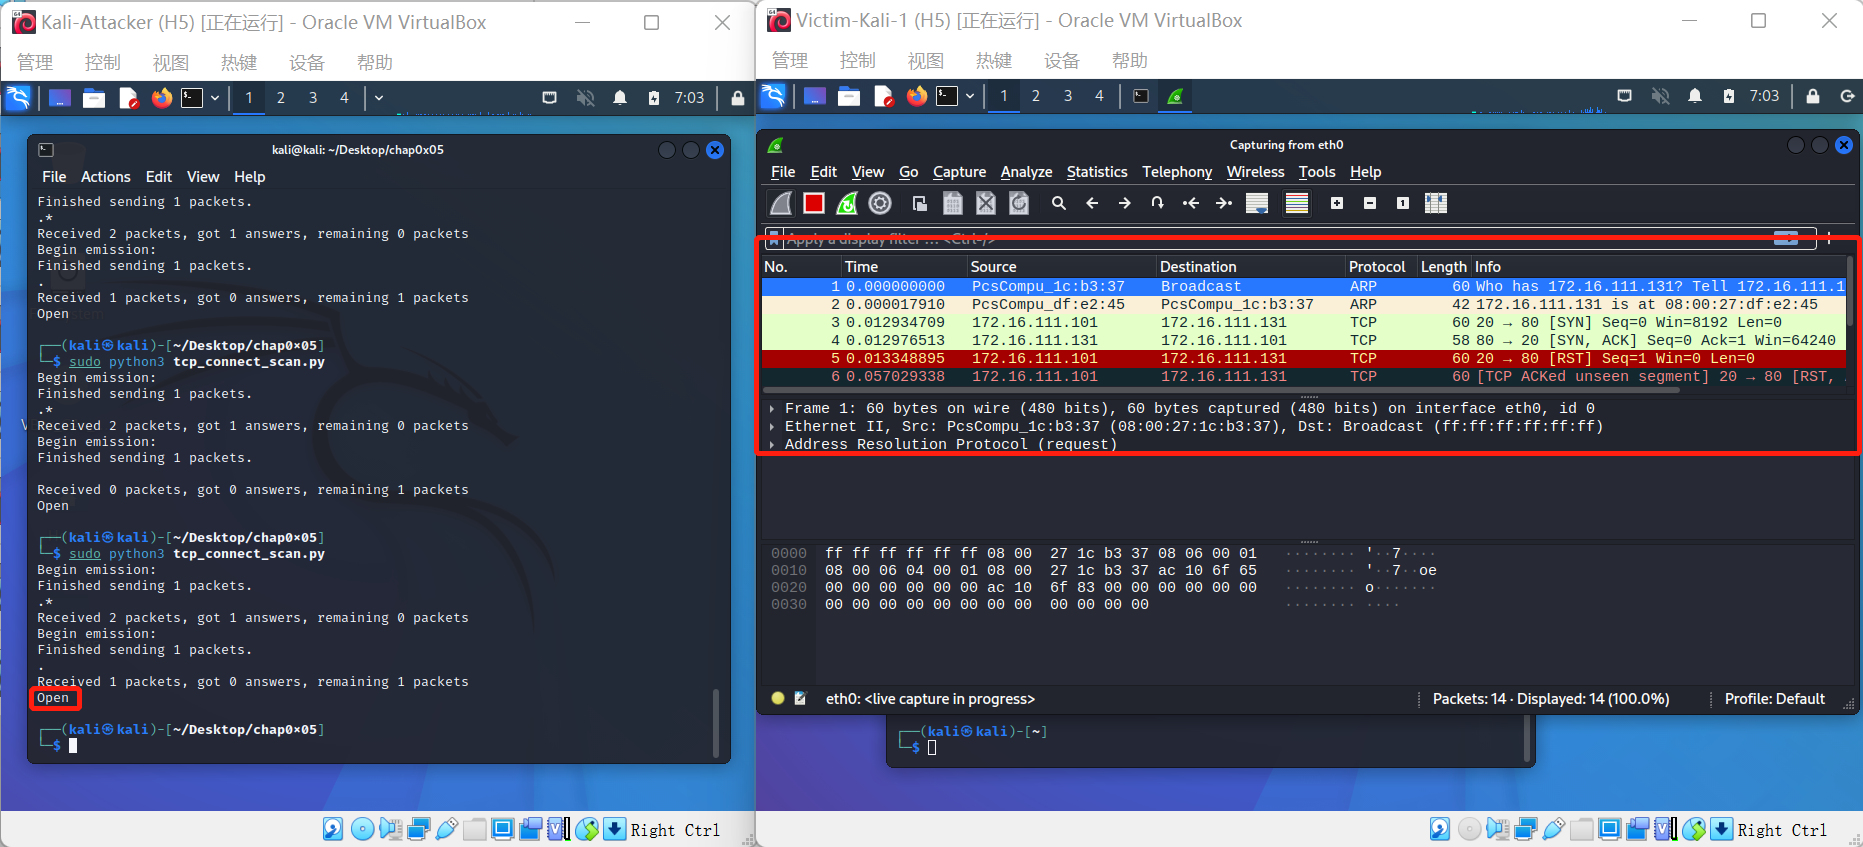 Kali-Attacker (H5) [正在运行] - Oracle VM VirtualBox
管理 控制 视图 热键 设备 帮助
1 2 3 4 7:03
kali@kali: ~/Desktop/chap0x05
File Actions Edit View Help
Finished sending 1 packets.
.*
Received 2 packets, got 1 answers, remaining 0 packets
Begin emission:
Finished sending 1 packets.
.
Received 1 packets, got 0 answers, remaining 1 packets
Open
┌──(kali㉿kali)-[~/Desktop/chap0x05]
└─$ sudo python3 tcp_connect_scan.py
Begin emission:
Finished sending 1 packets.
.*
Received 2 packets, got 1 answers, remaining 0 packets
Begin emission:
Finished sending 1 packets.
Received 0 packets, got 0 answers, remaining 1 packets
Open
┌──(kali㉿kali)-[~/Desktop/chap0x05]
└─$ sudo python3 tcp_connect_scan.py
Begin emission:
Finished sending 1 packets.
.*
Received 2 packets, got 1 answers, remaining 0 packets
Begin emission:
Finished sending 1 packets.
.
Received 1 packets, got 0 answers, remaining 1 packets
Open
┌──(kali㉿kali)-[~/Desktop/chap0x05]
└─$
Right Ctrl
Victim-Kali-1 (H5) [正在运行] - Oracle VM VirtualBox
管理 控制 视图 热键 设备 帮助
1 2 3 4 7:03
Capturing from eth0
File Edit View Go Capture Analyze Statistics Telephony Wireless Tools Help
Apply a display filter ... <Ctrl-/>
No. Time Source Destination Protocol Length Info
1 0.000000000 PcsCompu_1c:b3:37 Broadcast ARP 60 Who has 172.16.111.131? Tell 172.16.111.1
2 0.000017910 PcsCompu_df:e2:45 PcsCompu_1c:b3:37 ARP 42 172.16.111.131 is at 08:00:27:df:e2:45
3 0.012934709 172.16.111.101 172.16.111.131 TCP 60 20 → 80 [SYN] Seq=0 Win=8192 Len=0
4 0.012976513 172.16.111.131 172.16.111.101 TCP 58 80 → 20 [SYN, ACK] Seq=0 Ack=1 Win=64240
5 0.013348895 172.16.111.101 172.16.111.131 TCP 60 20 → 80 [RST] Seq=1 Win=0 Len=0
6 0.057029338 172.16.111.101 172.16.111.131 TCP 60 [TCP ACKed unseen segment] 20 → 80 [RST,
Frame 1: 60 bytes on wire (480 bits), 60 bytes captured (480 bits) on interface eth0, id 0
Ethernet II, Src: PcsCompu_1c:b3:37 (08:00:27:1c:b3:37), Dst: Broadcast (ff:ff:ff:ff:ff:ff)
Address Resolution Protocol (request)
0000 ff ff ff ff ff ff 08 00 27 1c b3 37 08 06 00 01 ········ '··7····
0010 08 00 06 04 00 01 08 00 27 1c b3 37 ac 10 6f 65 ········ '··7··oe
0020 00 00 00 00 00 00 ac 10 6f 83 00 00 00 00 00 00 ········ o·······
0030 00 00 00 00 00 00 00 00 00 00 00 00 ········ ····
eth0: <live capture in progress> Packets: 14 · Displayed: 14 (100.0%) Profile: Default
┌──(kali㉿kali)-[~]
└─$
Right Ctrl